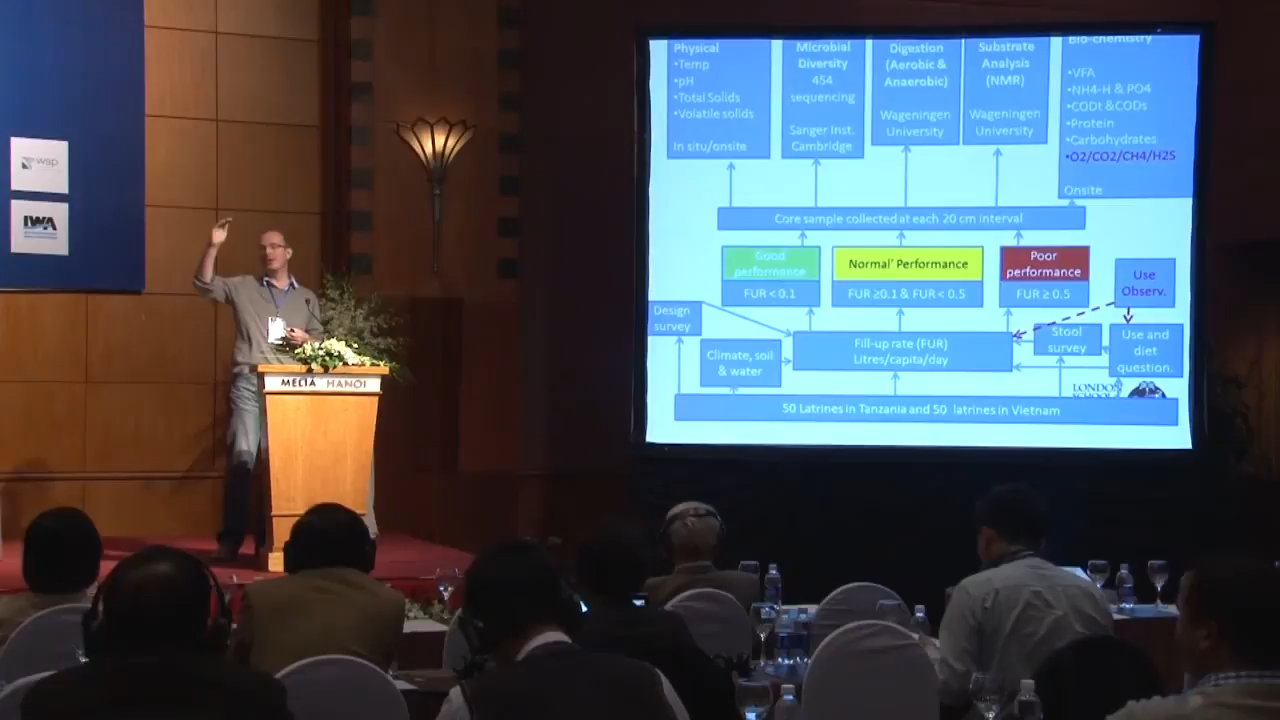 wsp
IWA
MELIÁ HANOI
Physical
•Temp
•pH
•Total Solids
•Volatile solids
In situ/onsite
Microbial
Diversity
454
sequencing
Sanger Inst.
Cambridge
Digestion
(Aerobic &
Anaerobic)
Wageningen
University
Substrate
Analysis
(NMR)
Wageningen
University
Bio-chemistry
•VFA
•NH4-H & PO4
•CODt &CODs
•Protein
•Carbohydrates
•O2/CO2/CH4/H2S
Onsite
Core sample collected at each 20 cm interval
Good
performance
FUR < 0.1
Normal' Performance
FUR ≥0.1 & FUR < 0.5
Poor
performance
FUR ≥ 0.5
Use
Observ.
Design
survey
Climate, soil
& water
Fill-up rate (FUR)
Litres/capita/day
Stool
survey
Use and
diet
question.
LONDON
50 Latrines in Tanzania and 50 latrines in Vietnam